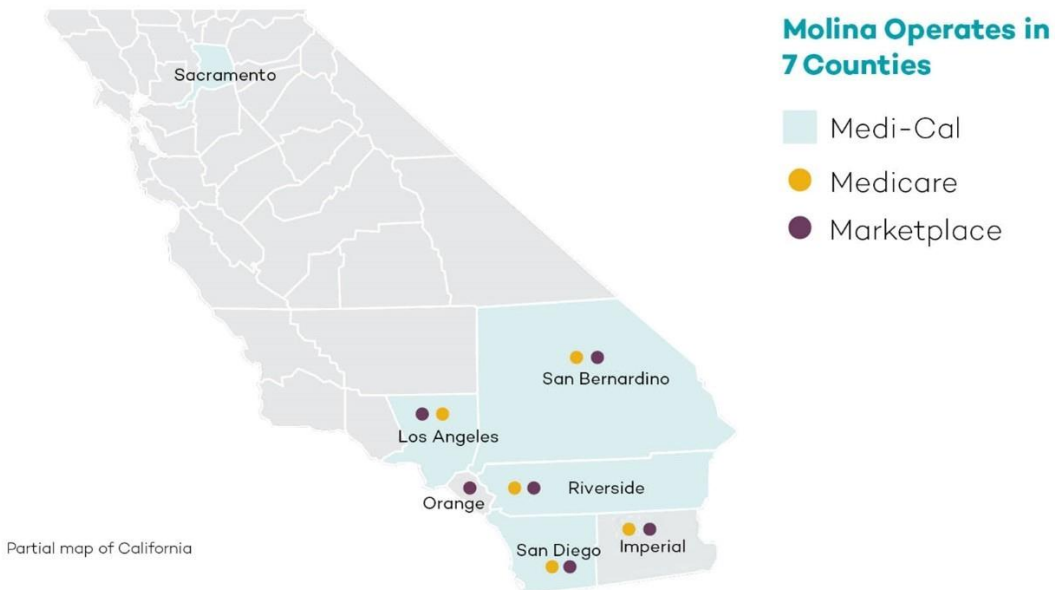 Molina Operates in
7 Counties
Medi-Cal
Medicare
Marketplace
Sacramento
San Bernardino
Los Angeles
Riverside
Orange
San Diego
Imperial
Partial map of California